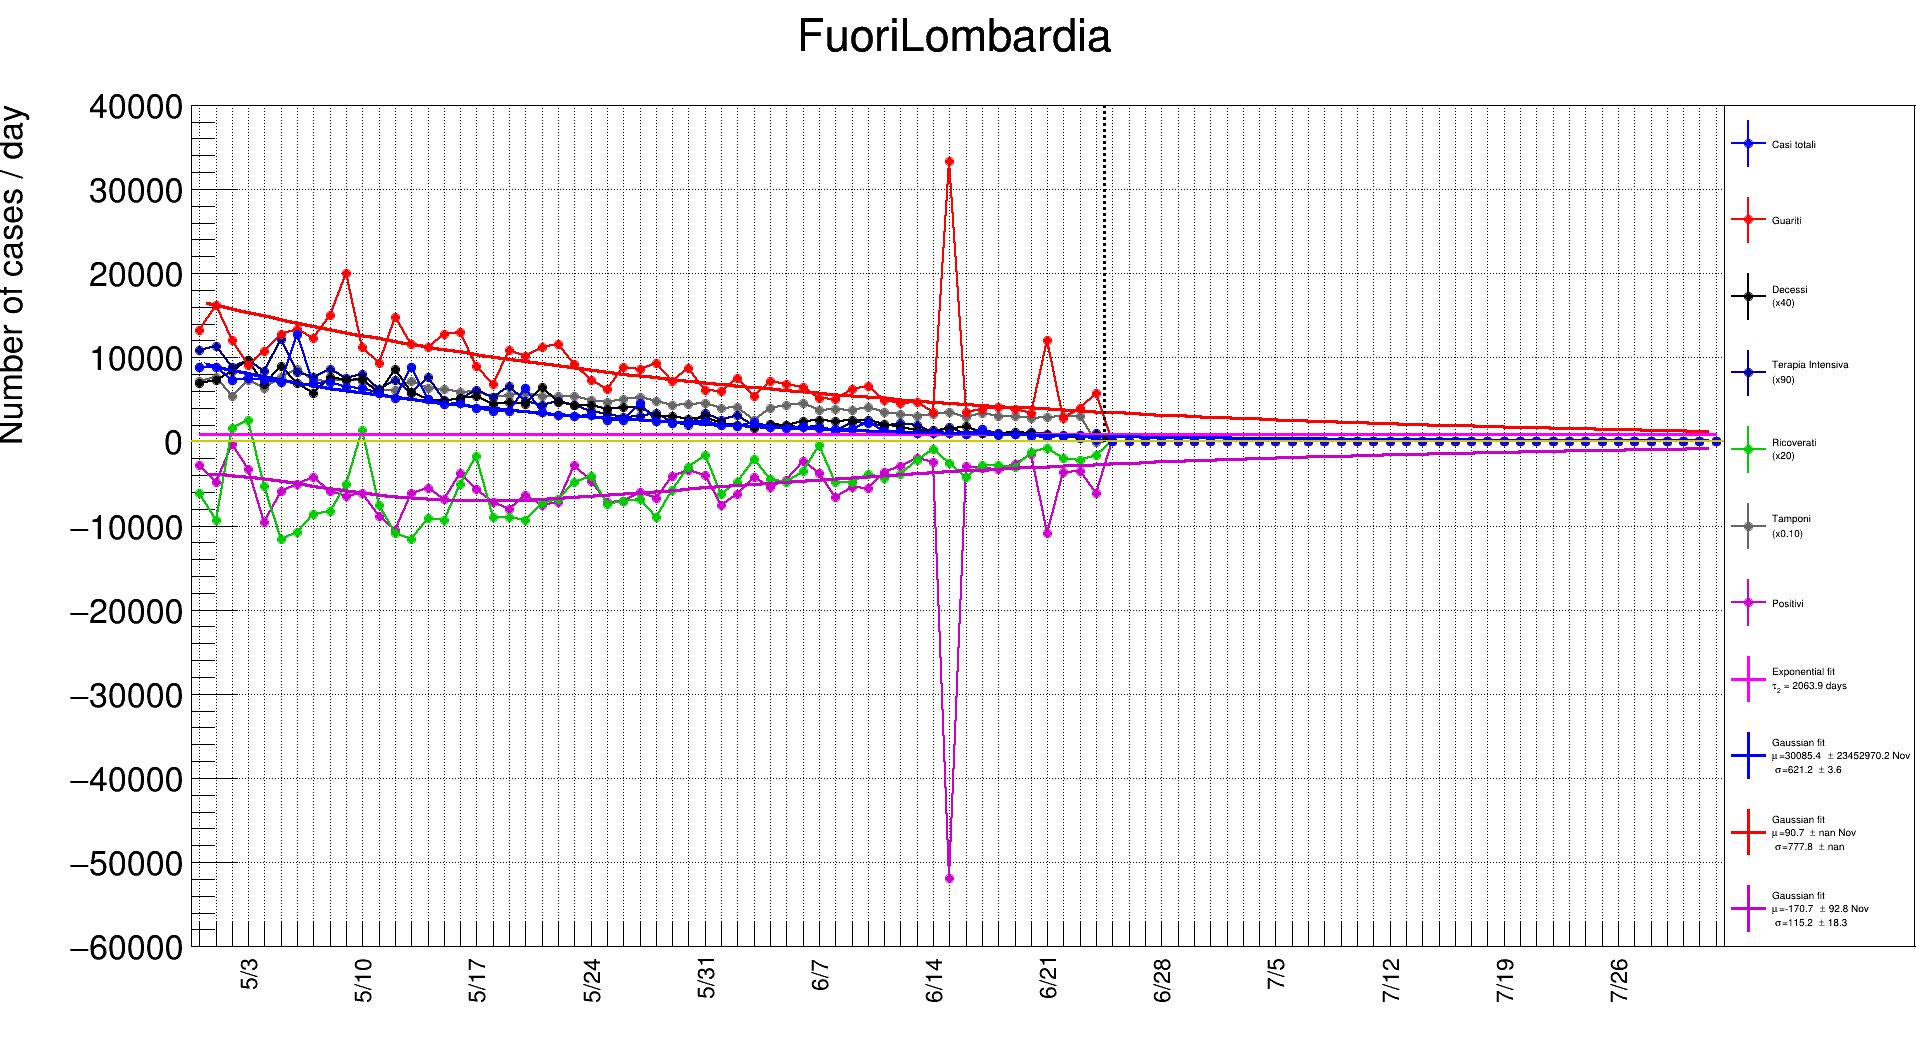 FuoriLombardia
Number of cases / day
40000
30000
20000
10000
0
−10000
−20000
−30000
−40000
−50000
−60000
5/3
5/10
5/17
5/24
5/31
6/7
6/14
6/21
6/28
7/5
7/12
7/19
7/26
Casi totali
Guariti
Decessi
(x40)
Terapia Intensiva
(x90)
Ricoverati
(x20)
Tamponi
(x0.10)
Positivi
Exponential fit
τ2 = 2063.9 days
Gaussian fit
μ=30085.4 ± 23452970.2 Nov
σ=621.2 ± 3.6
Gaussian fit
μ=90.7 ± nan Nov
σ=777.8 ± nan
Gaussian fit
μ=-170.7 ± 92.8 Nov
σ=115.2 ± 18.3